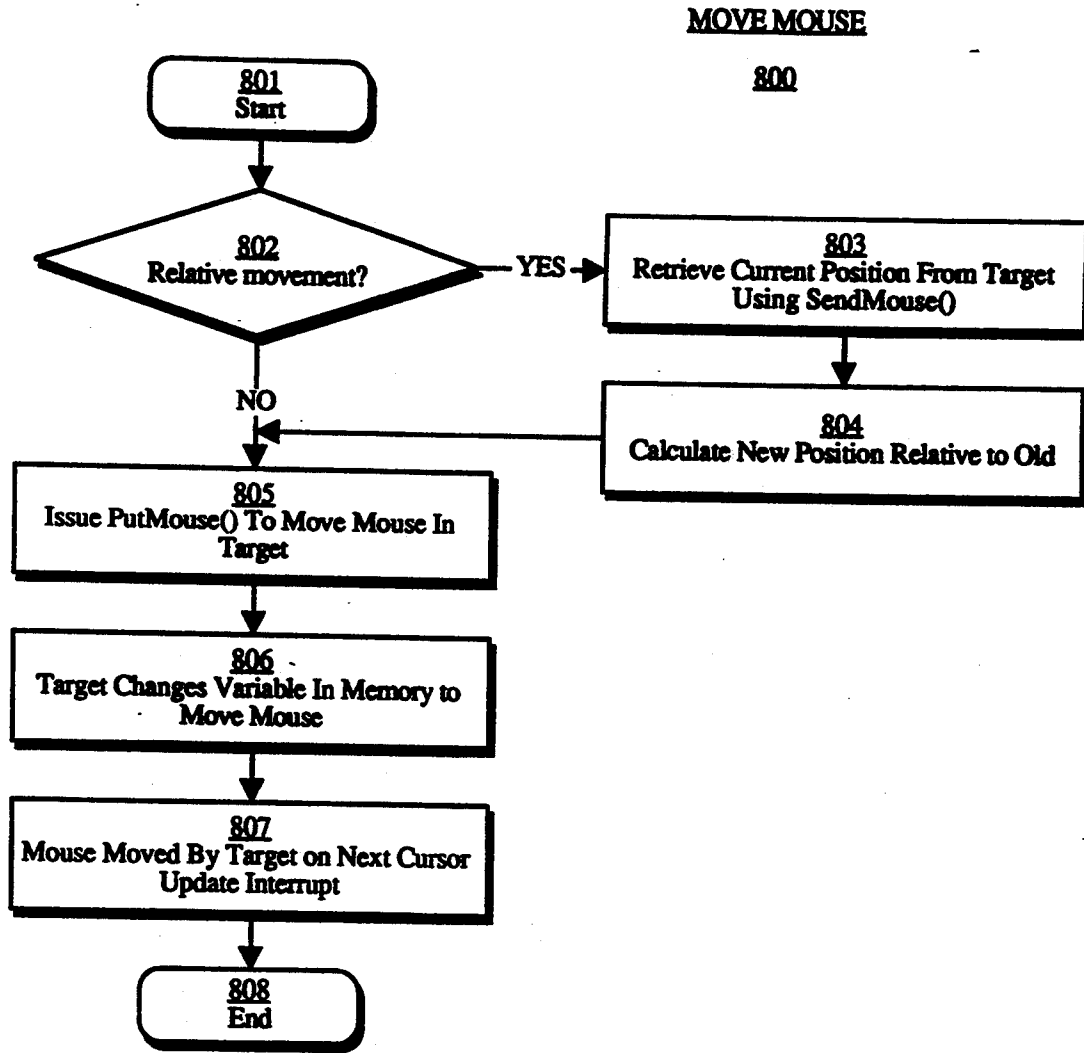 MOVE MOUSE
800
801
Start
802
Relative movement?
YES
803
Retrieve Current Position From Target
Using SendMouse()
NO
804
Calculate New Position Relative to Old
805
Issue PutMouse() To Move Mouse In
Target
806
Target Changes Variable In Memory to
Move Mouse
807
Mouse Moved By Target on Next Cursor
Update Interrupt
808
End